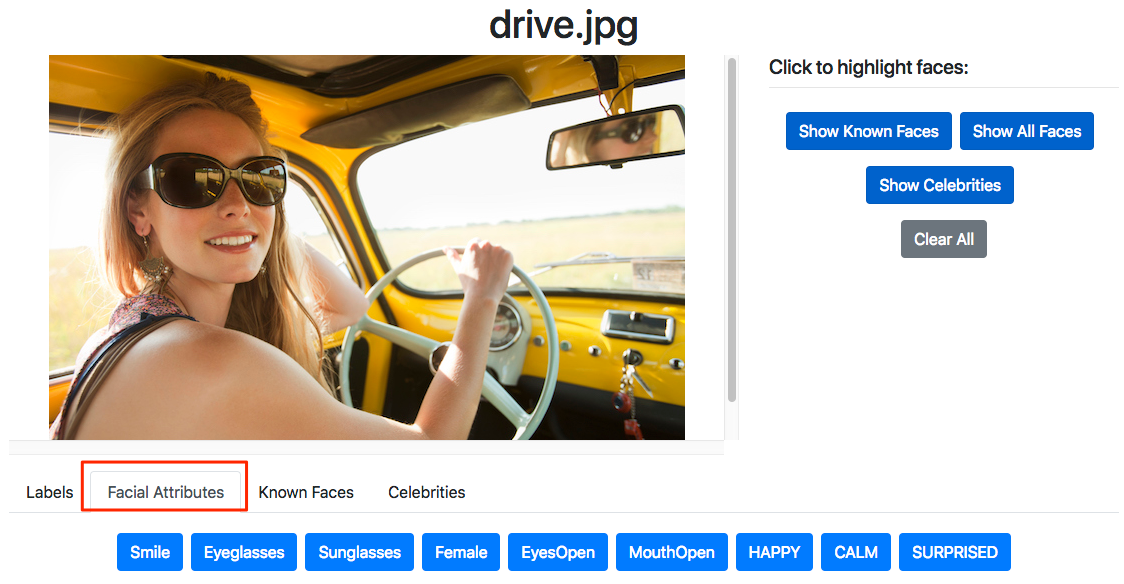 drive.jpg
Click to highlight faces:
Show Known Faces Show All Faces
Show Celebrities
Clear All
Labels Facial Attributes Known Faces Celebrities
Smile Eyeglasses Sunglasses Female EyesOpen MouthOpen HAPPY CALM SURPRISED